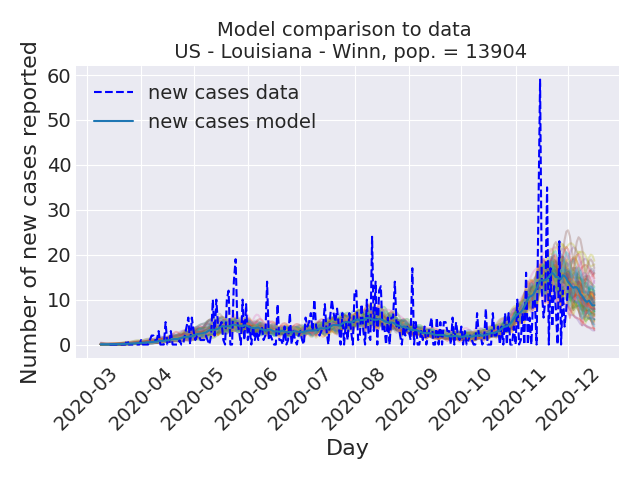 Model comparison to data
US - Louisiana - Winn, pop. = 13904
Number of new cases reported
60
50
40
30
20
10
0
new cases data
new cases model
2020-03
2020-04
2020-05
2020-06
2020-07
2020-08
2020-09
2020-10
2020-11
2020-12
Day